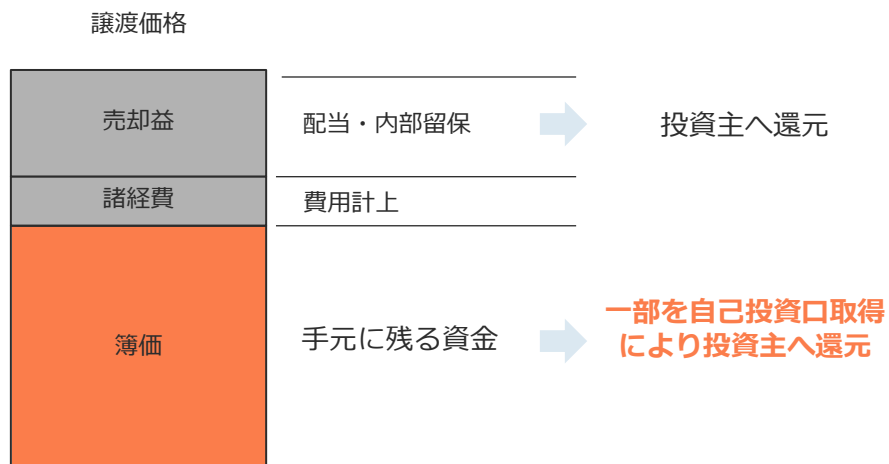 譲渡価格
売却益
配当・内部留保
投資主へ還元
諸経費
費用計上
簿価
手元に残る資金
一部を自己投資口取得
により投資主へ還元